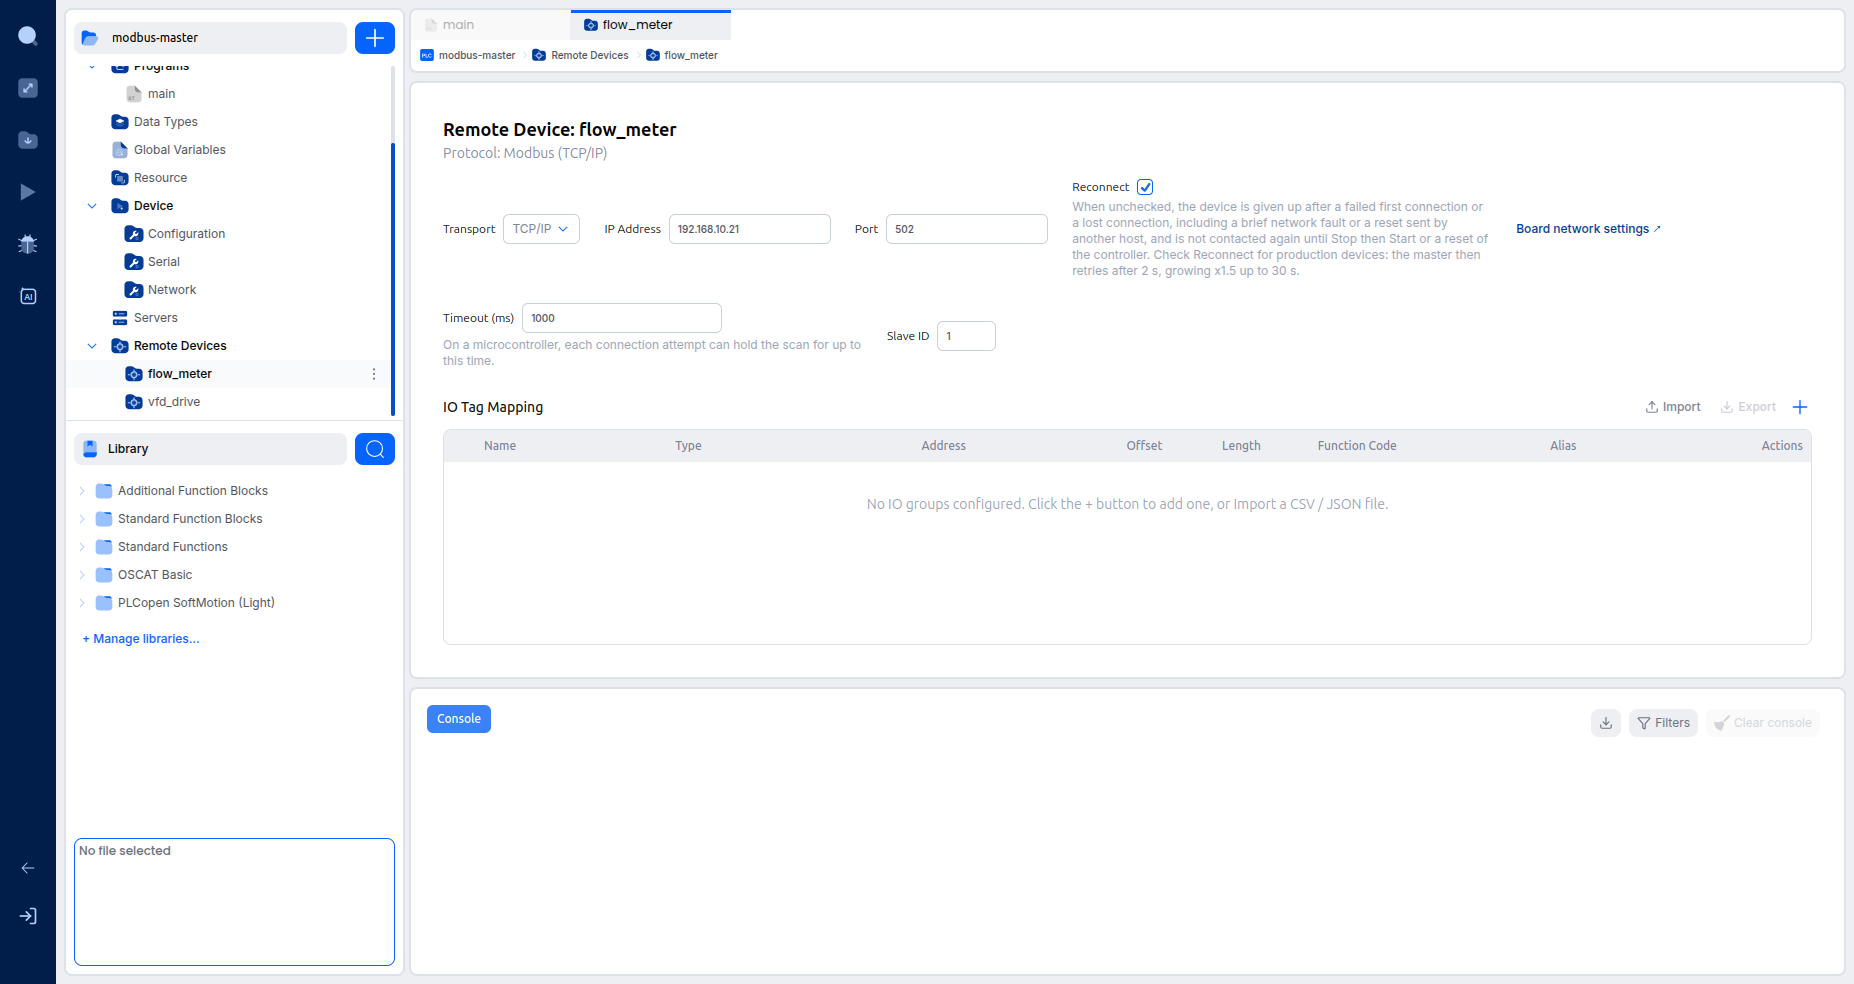 modbus-master
Programs
main
Data Types
Global Variables
Resource
Device
Configuration
Serial
Network
Servers
Remote Devices
flow_meter
vfd_drive
Library
Additional Function Blocks
Standard Function Blocks
Standard Functions
OSCAT Basic
PLCopen SoftMotion (Light)
+ Manage libraries...
No file selected
AI
main
flow_meter
PLC modbus-master
Remote Devices
flow_meter
Remote Device: flow_meter
Protocol: Modbus (TCP/IP)
Transport
TCP/IP
IP Address
192.168.10.21
Port
502
Reconnect
When unchecked, the device is given up after a failed first connection or
a lost connection, including a brief network fault or a reset sent by
another host, and is not contacted again until Stop then Start or a reset of
the controller. Check Reconnect for production devices: the master then
retries after 2 s, growing x1.5 up to 30 s.
Board network settings ↗
Timeout (ms)
1000
On a microcontroller, each connection attempt can hold the scan for up to
this time.
Slave ID
1
IO Tag Mapping
Import
Export
Name
Type
Address
Offset
Length
Function Code
Alias
Actions
No IO groups configured. Click the + button to add one, or Import a CSV / JSON file.
Console
Filters
Clear console